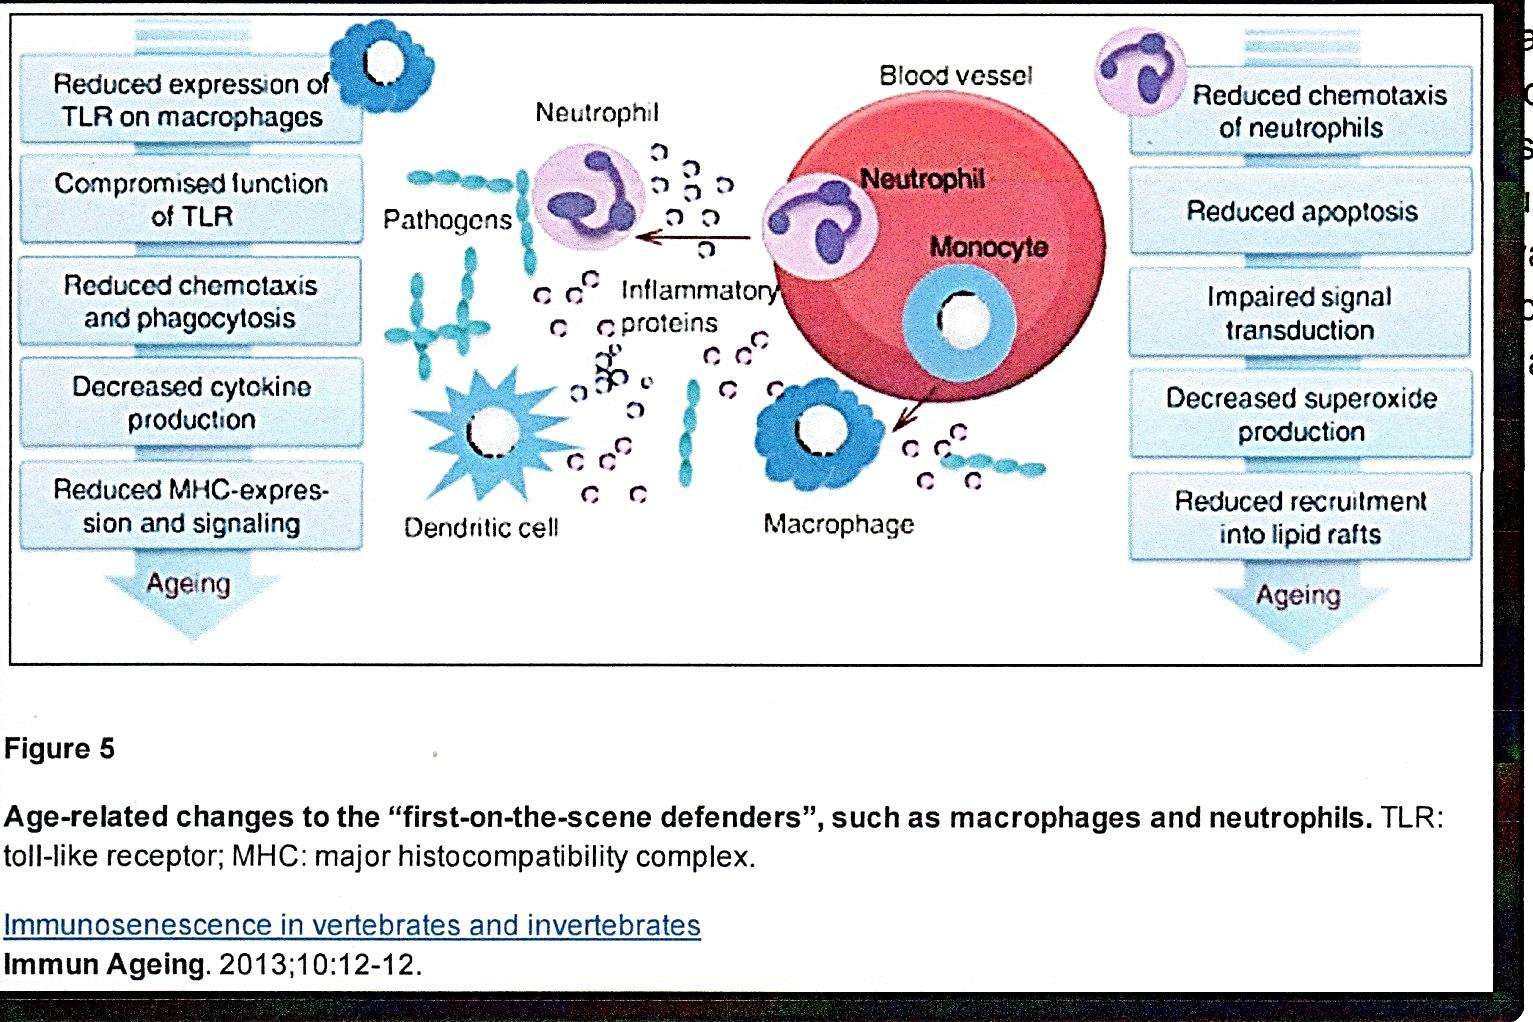 Reduced expression of
TLR on macrophages
Compromised function
of TLR
Reduced chemotaxis
and phagocytosis
Decreased cytokine
production
Reduced MHC-expres-
sion and signaling
Ageing
Neutrophil
Pathogens
Inflammatory
proteins
Dendritic cell
Blood vessel
Neutrophil
Monocyte
Macrophage
Reduced chemotaxis
of neutrophils
Reduced apoptosis
Impaired signal
transduction
Decreased superoxide
production
Reduced recruitment
into lipid rafts
Ageing
Figure 5
Age-related changes to the “first-on-the-scene defenders”, such as macrophages and neutrophils. TLR:
toll-like receptor; MHC: major histocompatibility complex.
Immunosenescence in vertebrates and invertebrates
Immun Ageing. 2013;10:12-12.